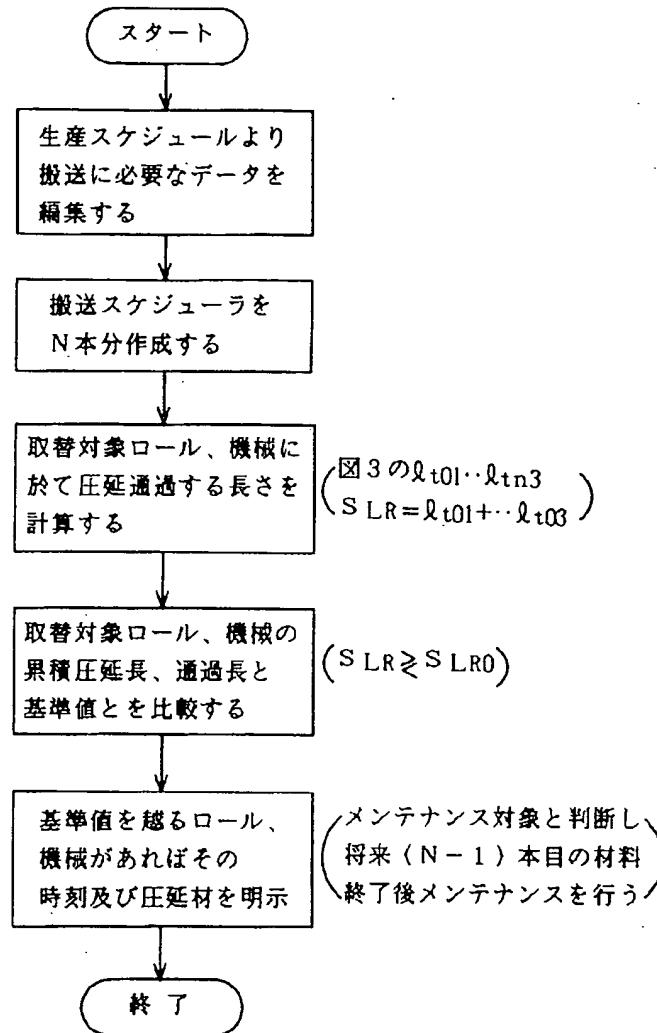 スタート
生産スケジュールより
搬送に必要なデータを
編集する
搬送スケジューラを
N本分作成する
取替対象ロール、機械に
於て圧延通過する長さを
計算する
(図3のℓt01‥ℓtn3
SLR=ℓt01+‥ℓt03)
取替対象ロール、機械の
累積圧延長、通過長と
基準値とを比較する
(SLR≷SLR0)
基準値を越るロール、
機械があればその
時刻及び圧延材を明示
(メンテナンス対象と判断し
将来(N-1)本目の材料
終了後メンテナンスを行う)
終了